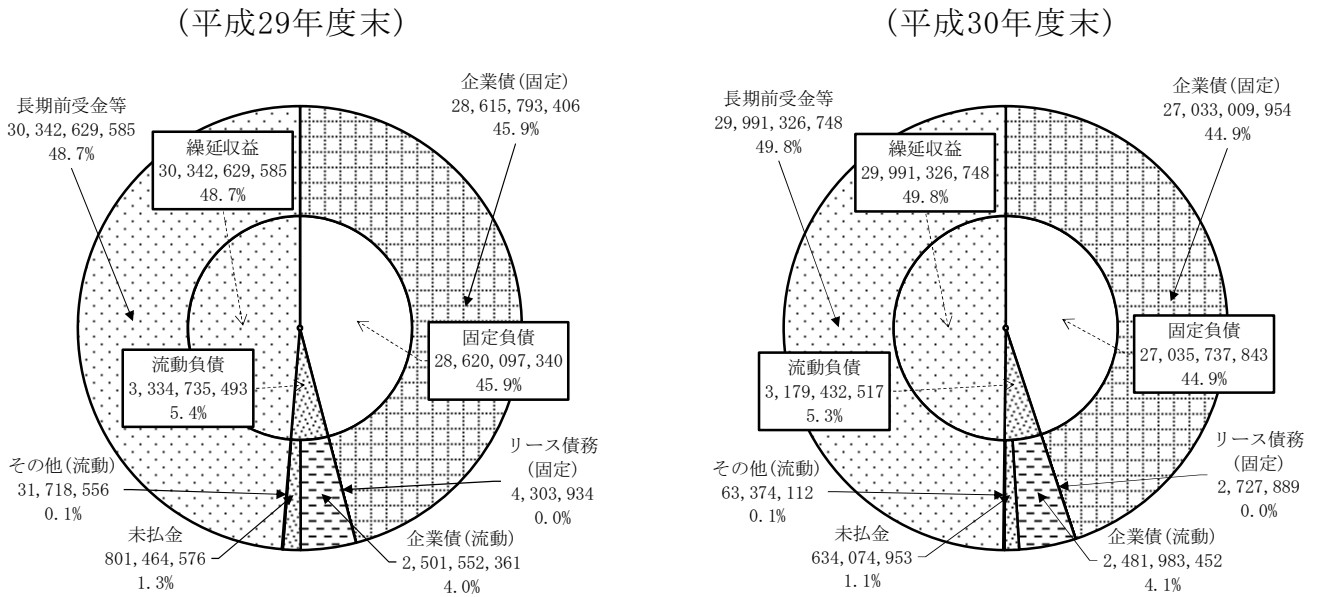 (平成29年度末)
企業債(固定)
28,615,793,406
45.9%
長期前受金等
30,342,629,585
48.7%
繰延収益
30,342,629,585
48.7%
固定負債
28,620,097,340
45.9%
流動負債
3,334,735,493
5.4%
リース債務
(固定)
4,303,934
0.0%
その他(流動)
31,718,556
0.1%
未払金
801,464,576
1.3%
企業債(流動)
2,501,552,361
4.0%
(平成30年度末)
企業債(固定)
27,033,009,954
44.9%
長期前受金等
29,991,326,748
49.8%
繰延収益
29,991,326,748
49.8%
固定負債
27,035,737,843
44.9%
流動負債
3,179,432,517
5.3%
リース債務
(固定)
2,727,889
0.0%
その他(流動)
63,374,112
0.1%
未払金
634,074,953
1.1%
企業債(流動)
2,481,983,452
4.1%